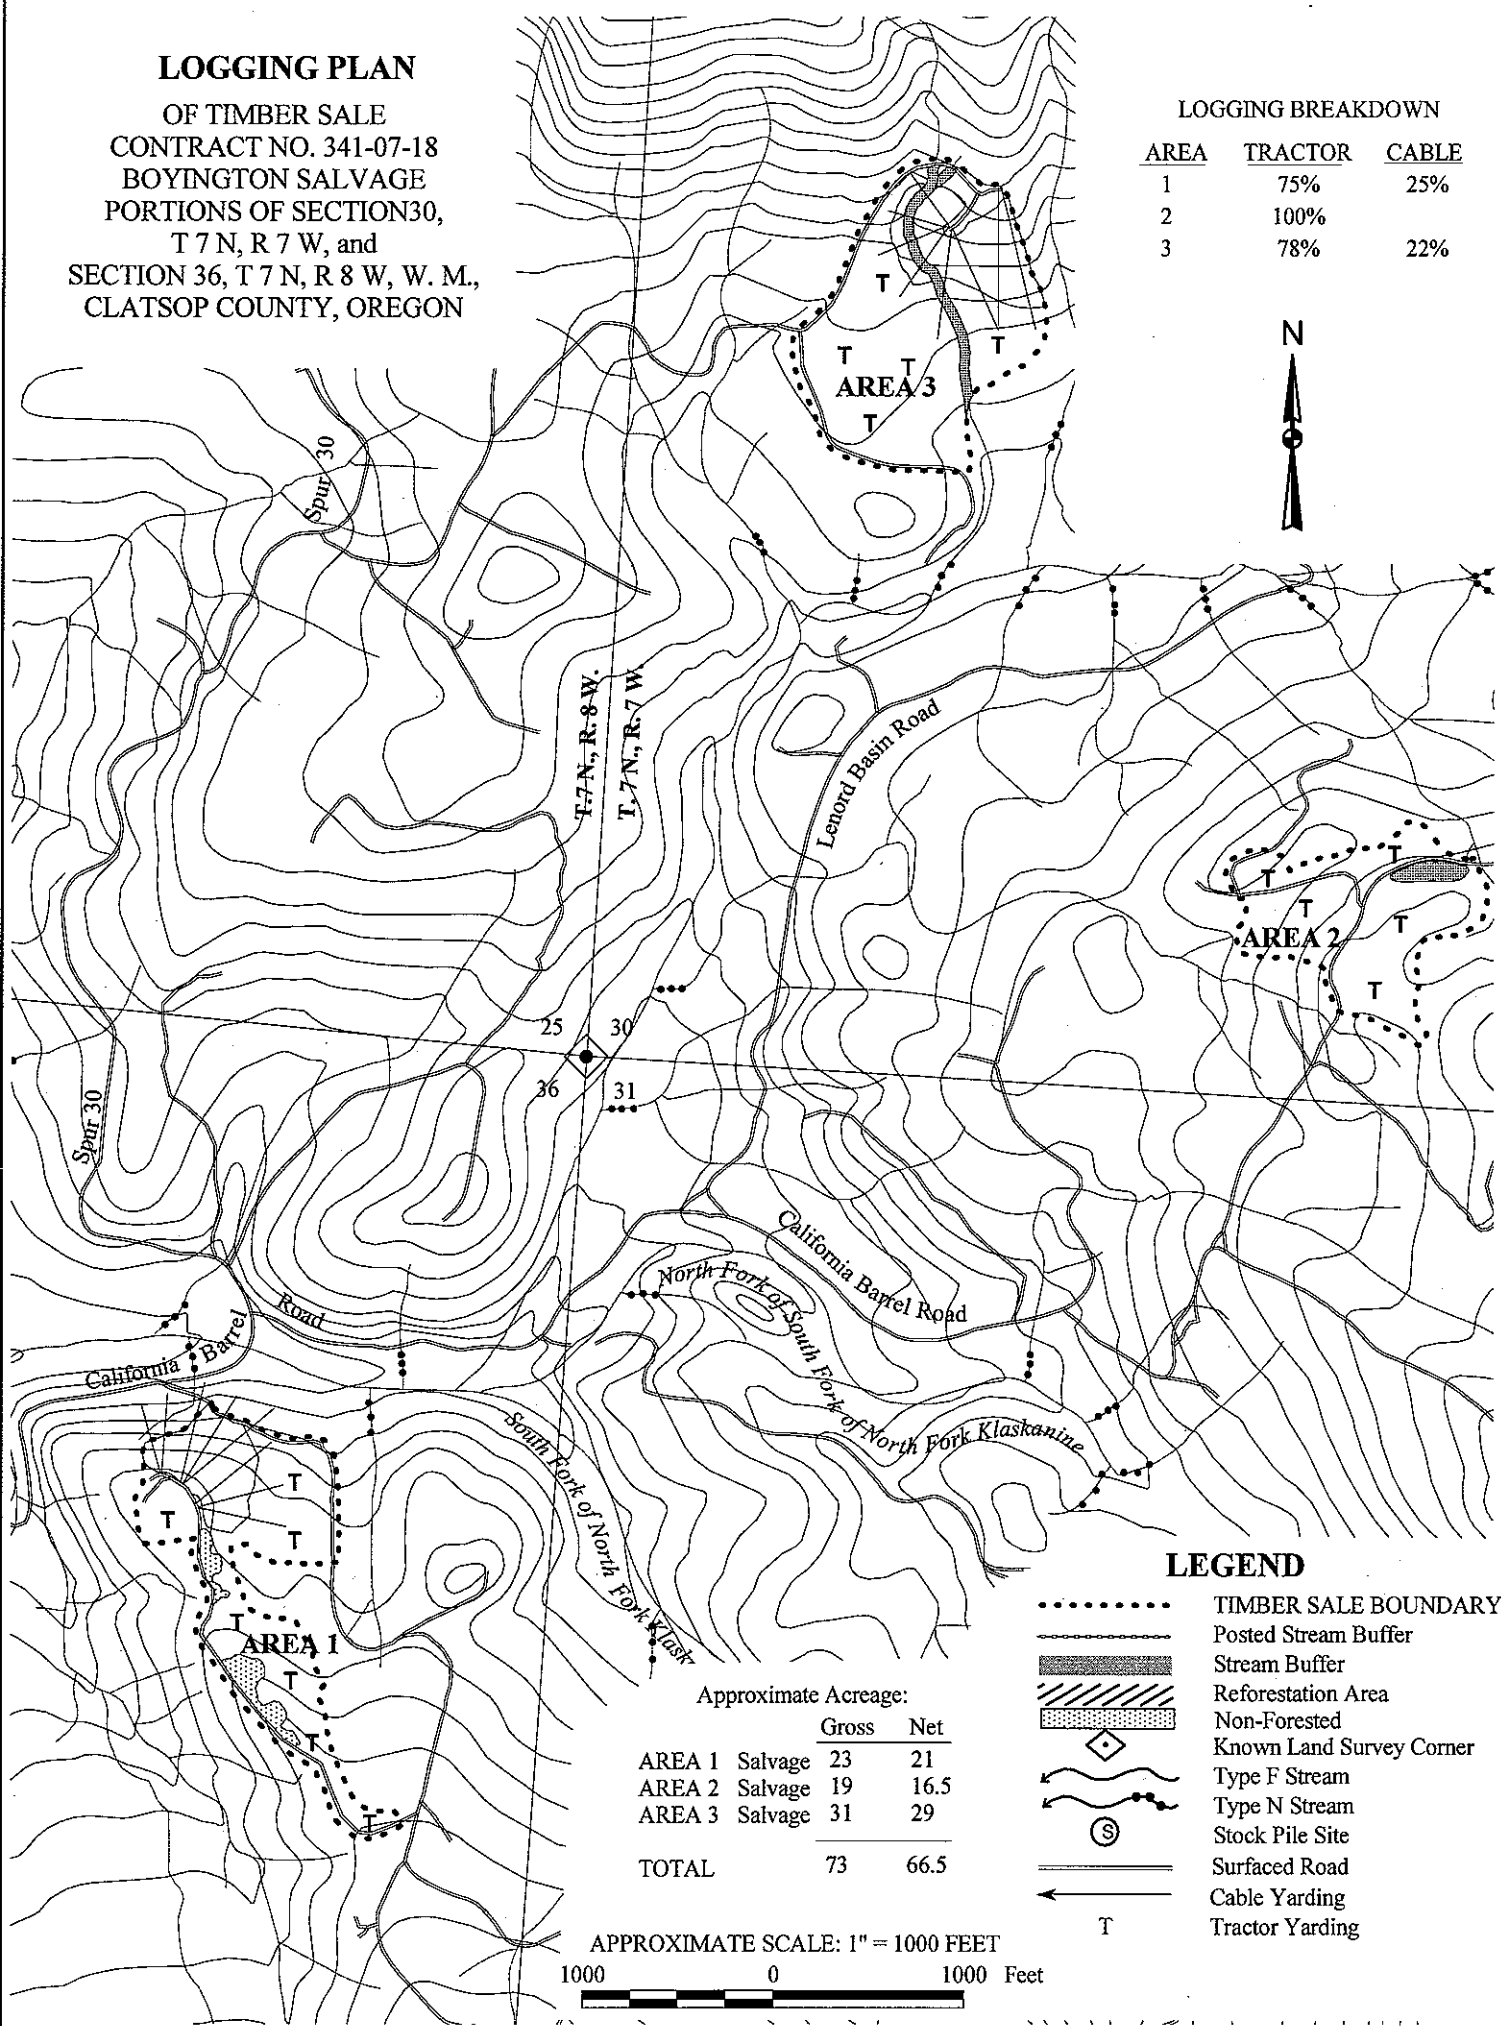 LOGGING PLAN
OF TIMBER SALE
CONTRACT NO. 341-07-18
BOYINGTON SALVAGE
PORTIONS OF SECTION30,
T 7 N, R 7 W, and
SECTION 36, T 7 N, R 8 W, W. M.,
CLATSOP COUNTY, OREGON
LOGGING BREAKDOWN
AREA TRACTOR CABLE
1 75% 25%
2 100%
3 78% 22%
N
T
T
T
T
AREA 3
T
Spur 30
T.7 N., R. 8 W.
T. 7 N., R. 7 W.
Lenord Basin Road
T
T
T
T
AREA 2
T
25 30
36 31
Spur 30
California Barrel Road
North Fork of South Fork of North Fork Klaskanine
California Barrel Road
South Fork of North Fork Klask
T
T
T
T
AREA 1
T
T
T
LEGEND
TIMBER SALE BOUNDARY
Posted Stream Buffer
Stream Buffer
Reforestation Area
Non-Forested
Known Land Survey Corner
Type F Stream
Type N Stream
S Stock Pile Site
Surfaced Road
Cable Yarding
T Tractor Yarding
Approximate Acreage:
Gross Net
AREA 1 Salvage 23 21
AREA 2 Salvage 19 16.5
AREA 3 Salvage 31 29
TOTAL 73 66.5
APPROXIMATE SCALE: 1" = 1000 FEET
1000 0 1000 Feet